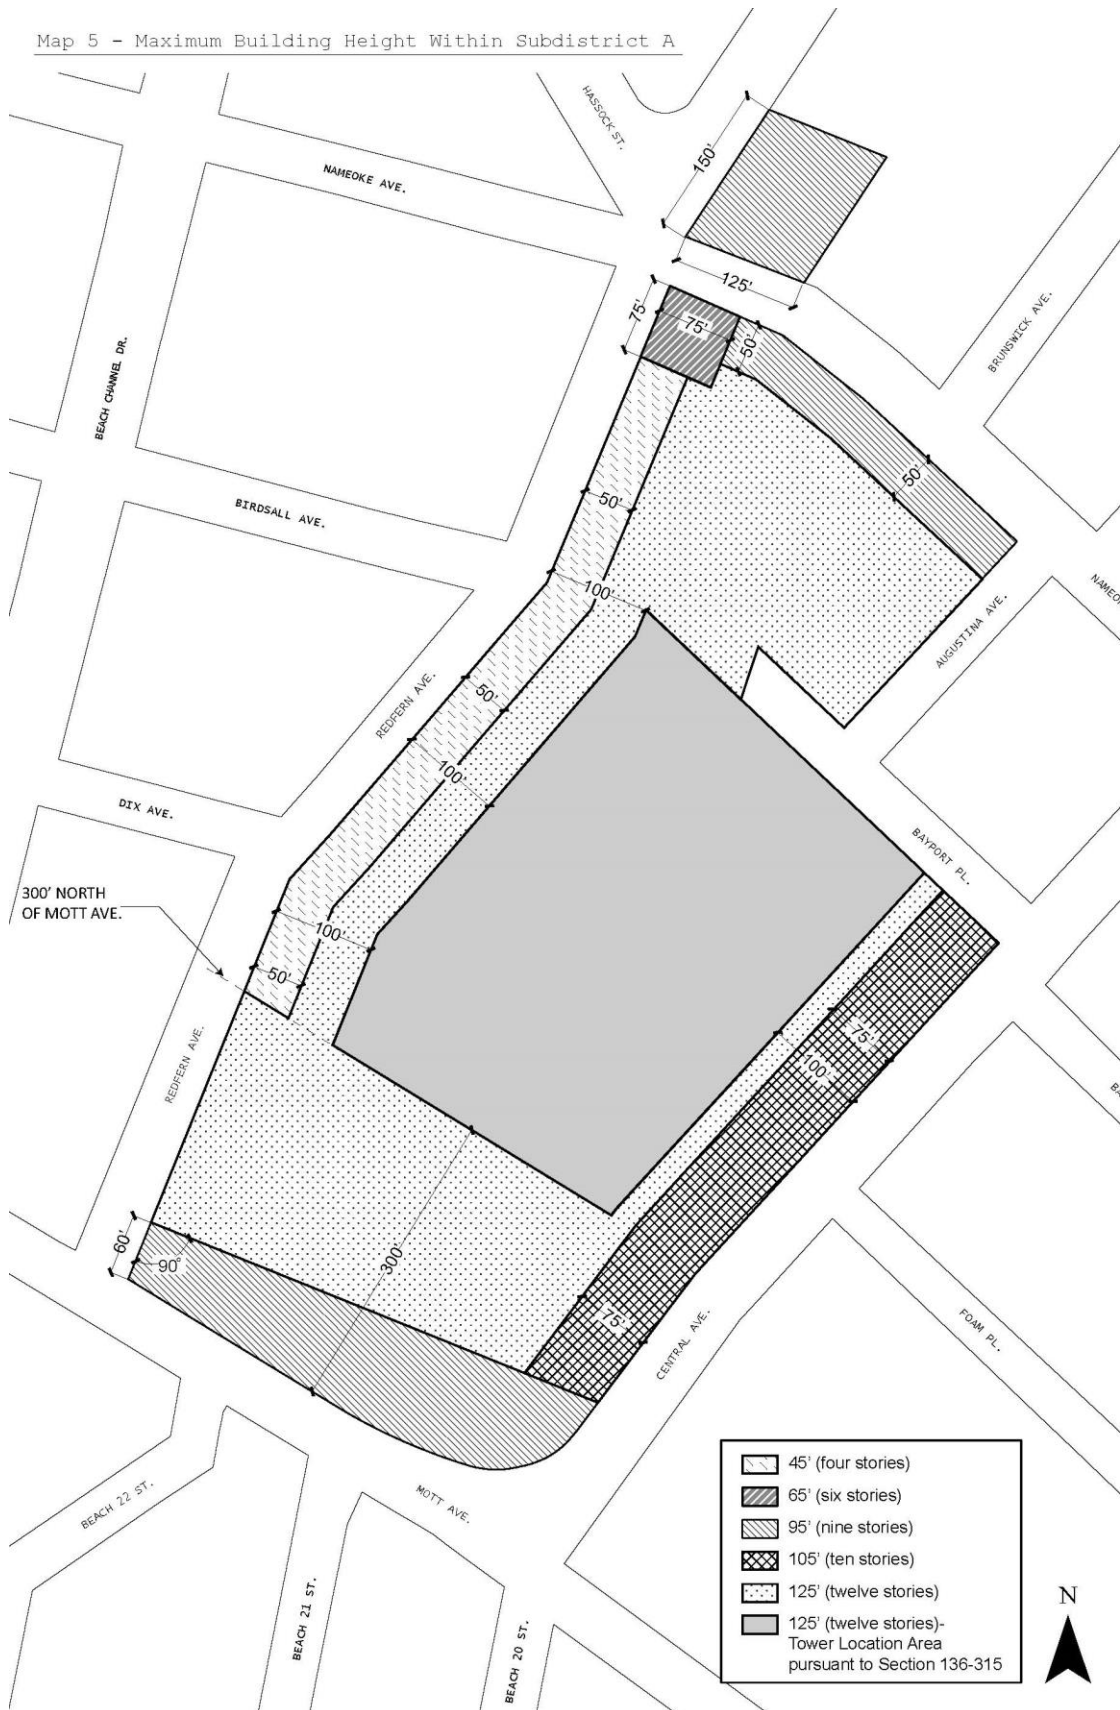 Map 5 - Maximum Building Height Within Subdistrict A
HASSOCK ST.
150'
NAMEOKE AVE.
125'
75'
75'
50'
BRUNSWICK AVE.
BEACH CHANNEL DR.
50'
50'
BIRDSALL AVE.
100'
NAMEO
AUGUSTINA AVE.
REDFERN AVE.
50'
100'
DIX AVE.
BAYPORT PL.
300' NORTH
OF MOTT AVE.
100'
50'
75'
100'
REDFERN AVE.
BA
60'
90°
300'
75'
CENTRAL AVE.
FOAM PL.
BEACH 22 ST.
MOTT AVE.
BEACH 21 ST.
BEACH 20 ST.
45' (four stories)
65' (six stories)
95' (nine stories)
105' (ten stories)
125' (twelve stories)
125' (twelve stories)-
Tower Location Area
pursuant to Section 136-315
N